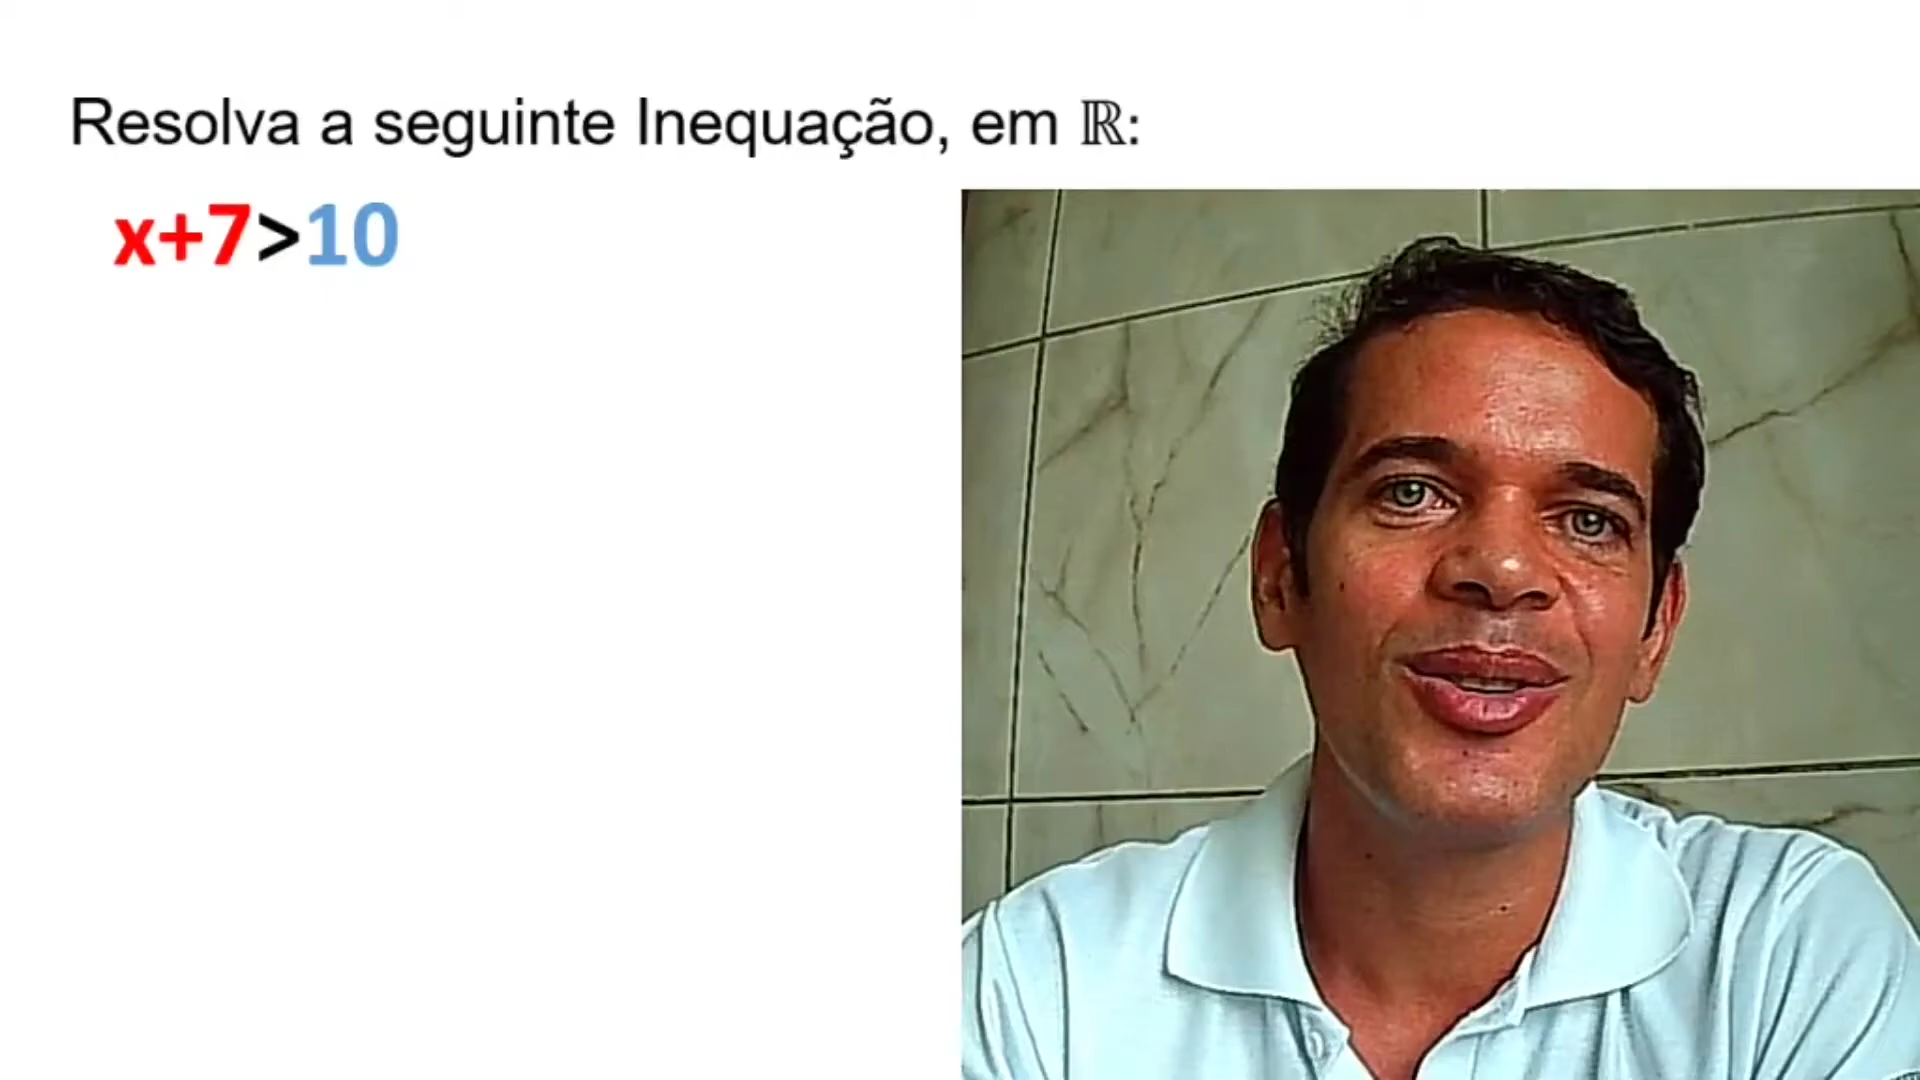 Resolva a seguinte Inequação, em ℝ:
x+7>10